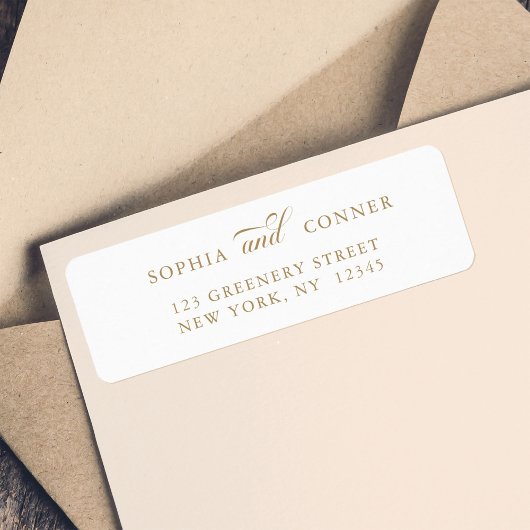 SOPHIA and CONNER
123 GREENERY STREET
NEW YORK, NY 12345